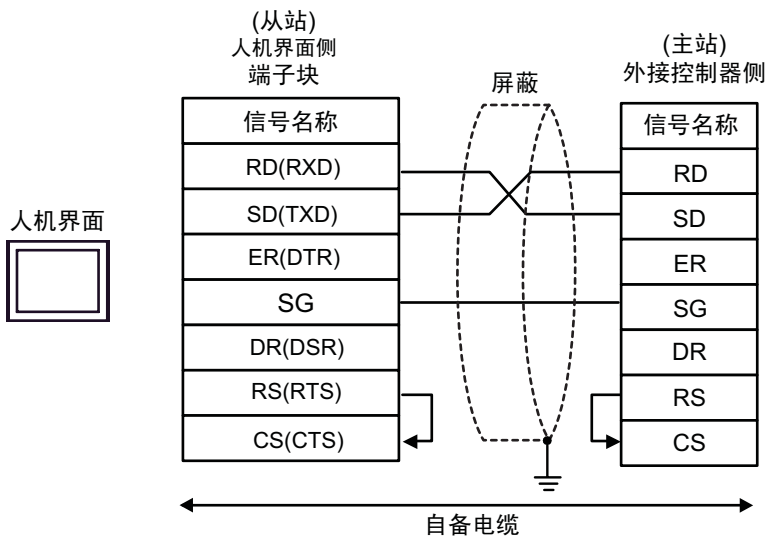 (从站)
人机界面侧
端子块
(主站)
外接控制器侧
屏蔽
人机界面
信号名称
RD(RXD)
SD(TXD)
ER(DTR)
SG
DR(DSR)
RS(RTS)
CS(CTS)
信号名称
RD
SD
ER
SG
DR
RS
CS
自备电缆